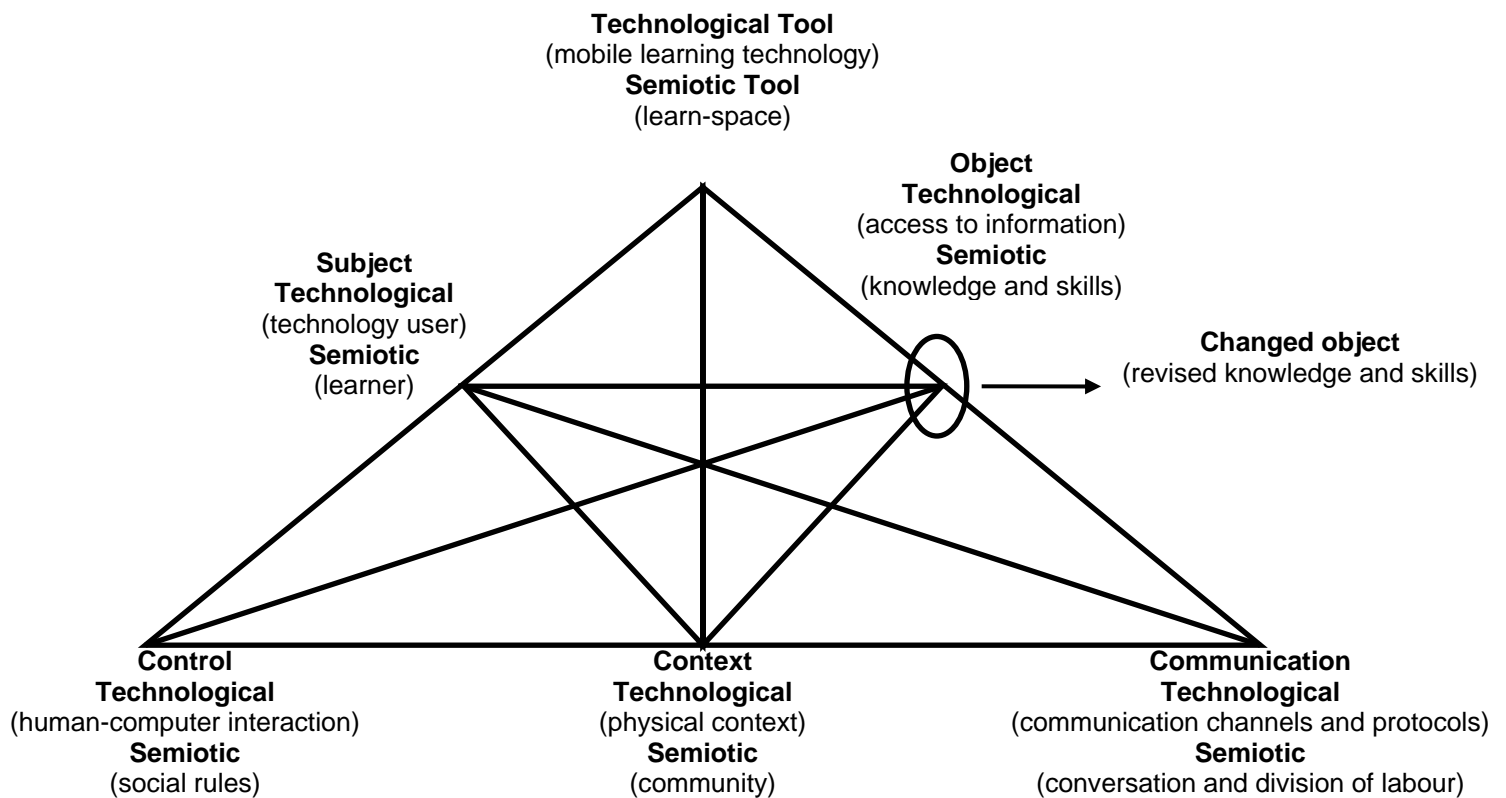 Technological Tool
(mobile learning technology)
Semiotic Tool
(learn-space)
Object
Technological
(access to information)
Semiotic
(knowledge and skills)
Subject
Technological
(technology user)
Semiotic
(learner)
Changed object
(revised knowledge and skills)
Control
Technological
(human-computer interaction)
Semiotic
(social rules)
Context
Technological
(physical context)
Semiotic
(community)
Communication
Technological
(communication channels and protocols)
Semiotic
(conversation and division of labour)